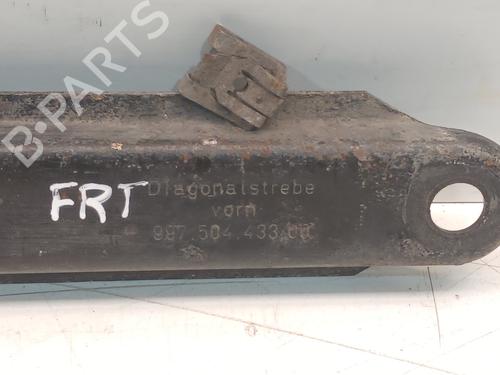 B-PARTS
FRT
Diagonalstrebe
vorn
997.504.433.00